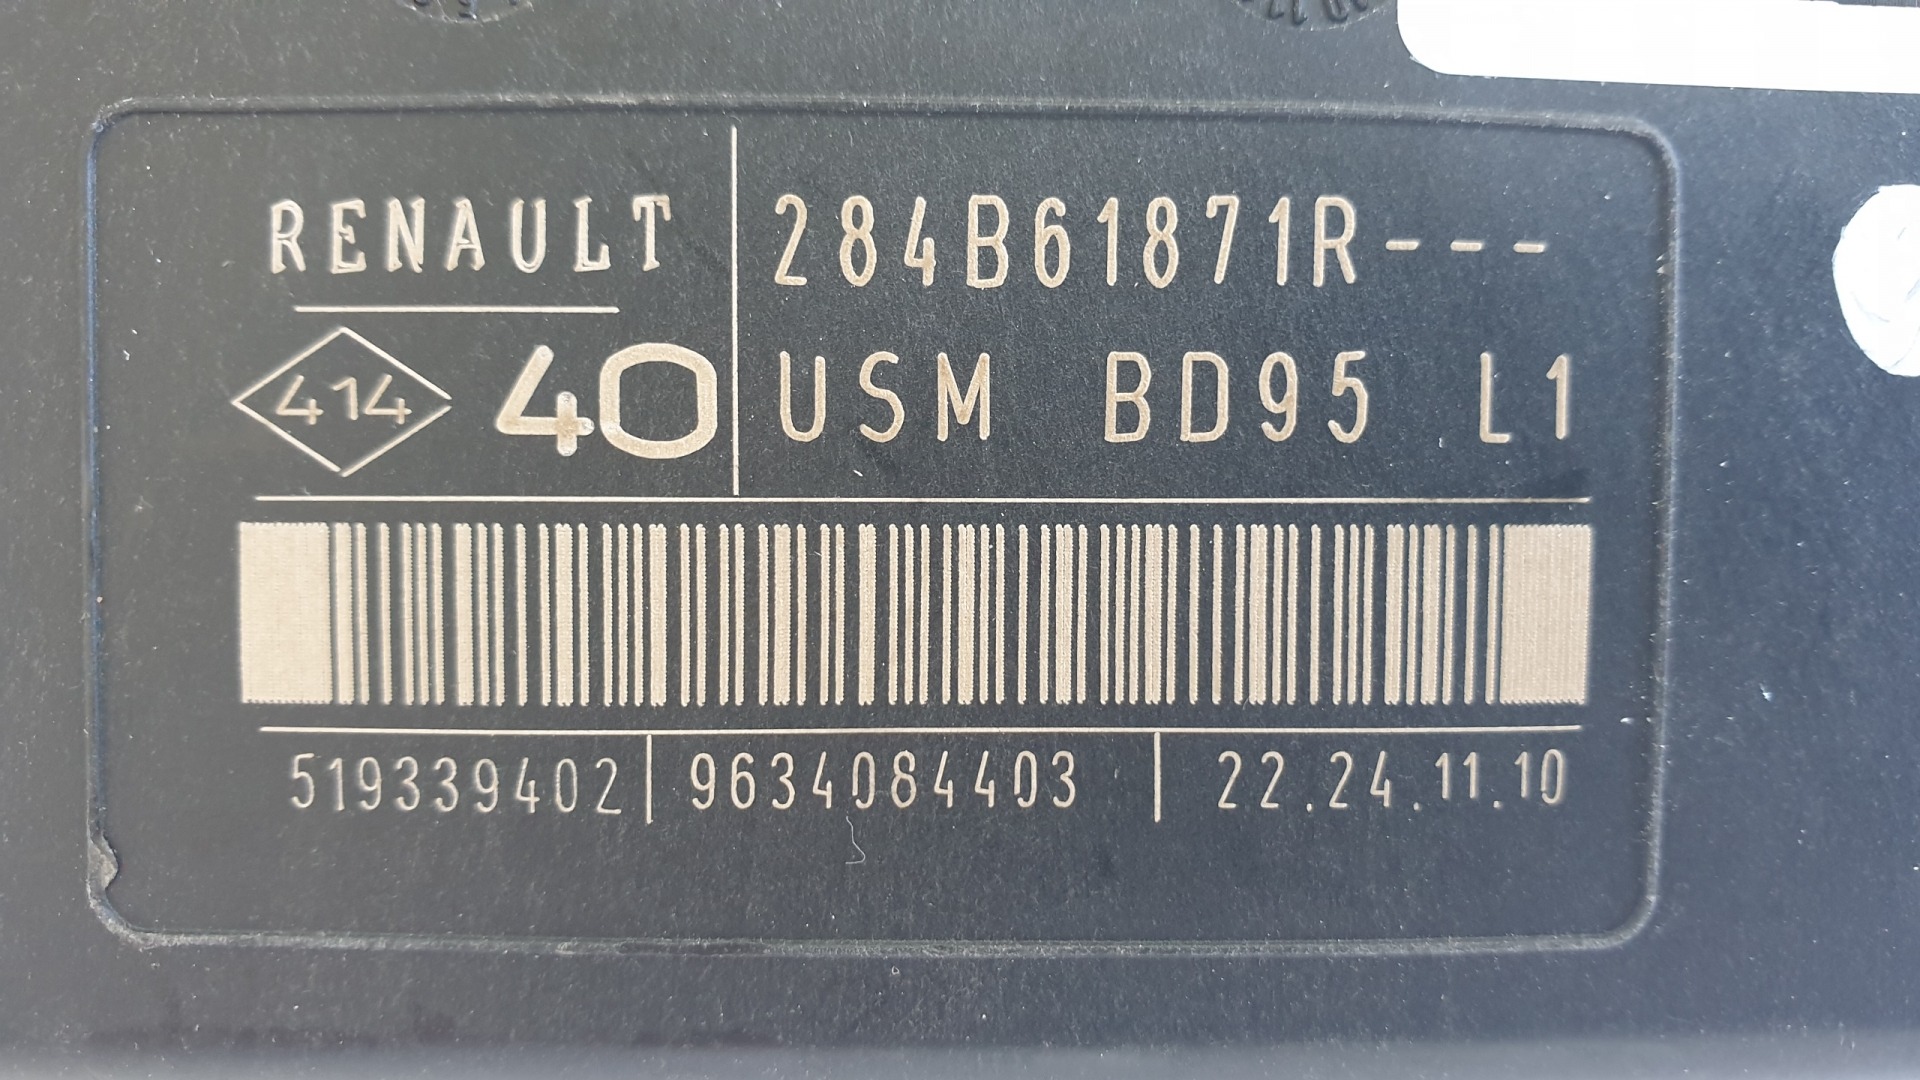 RENAULT 284B61871R---
414 40 USM BD95 L1
519339402 9634084403 22.24.11.10